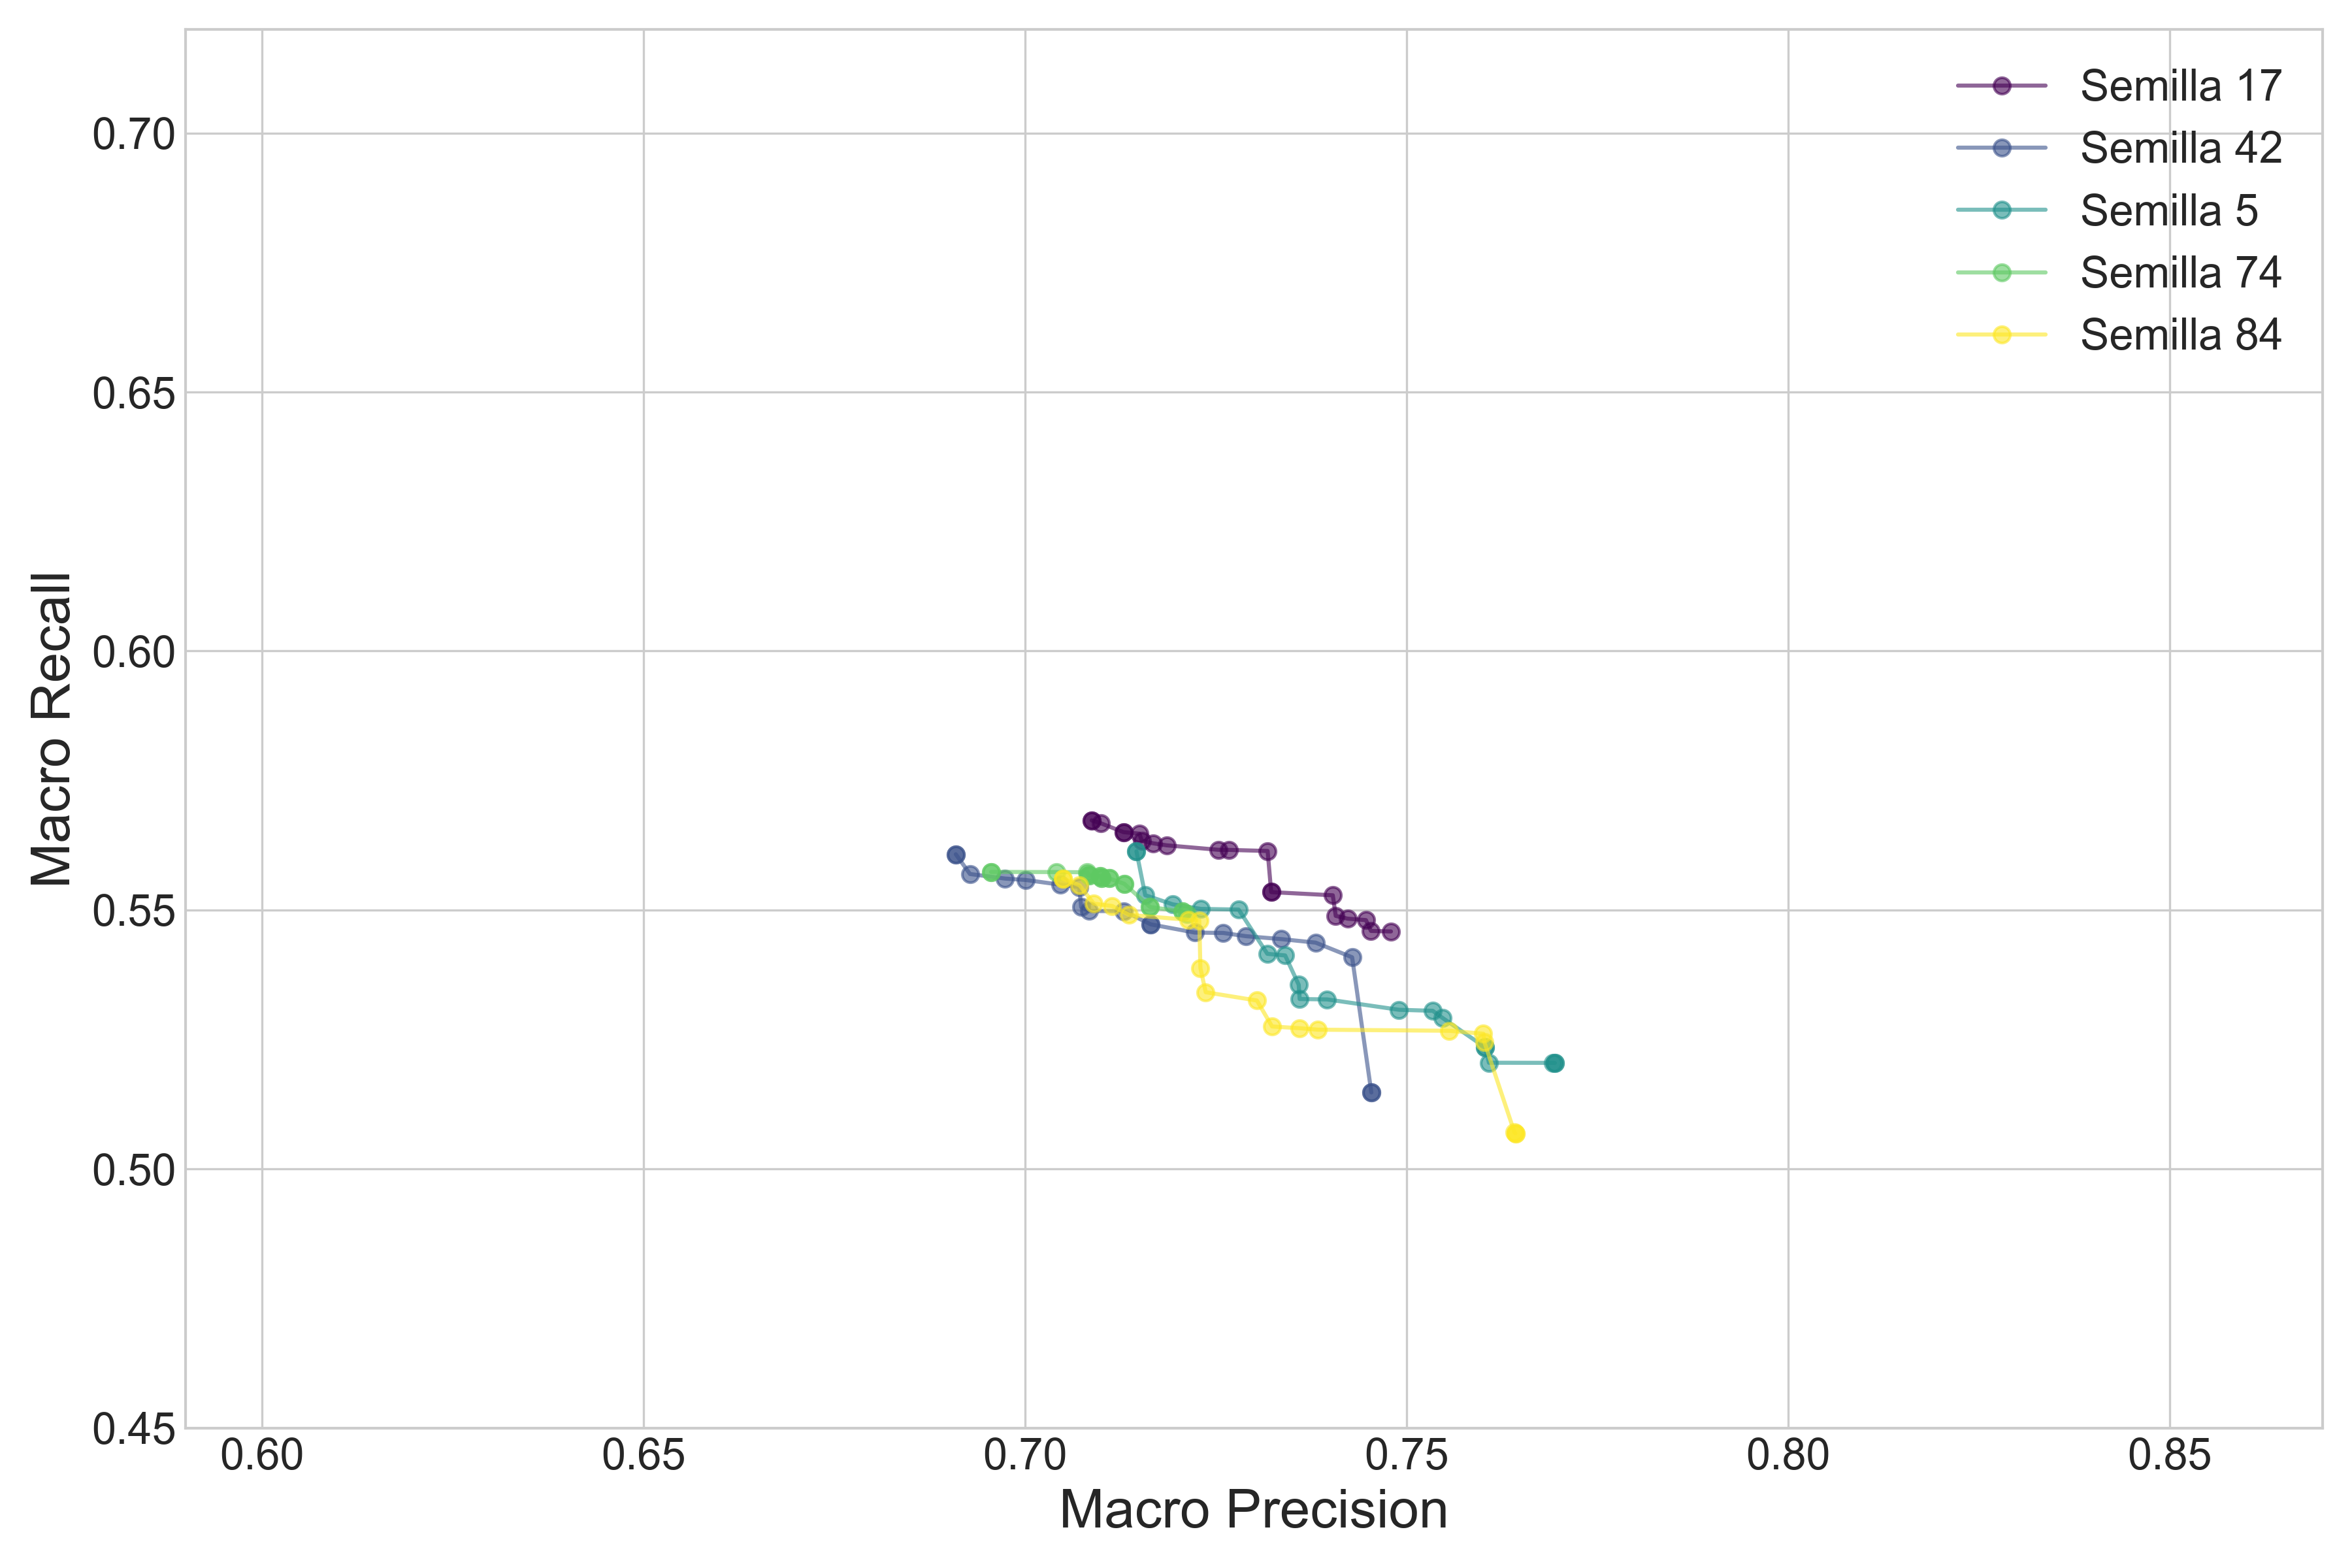 Semilla 17
Semilla 42
Semilla 5
Semilla 74
Semilla 84
0.70
0.65
0.60
0.55
0.50
0.45
Macro Recall
0.60 0.65 0.70 0.75 0.80 0.85
Macro Precision